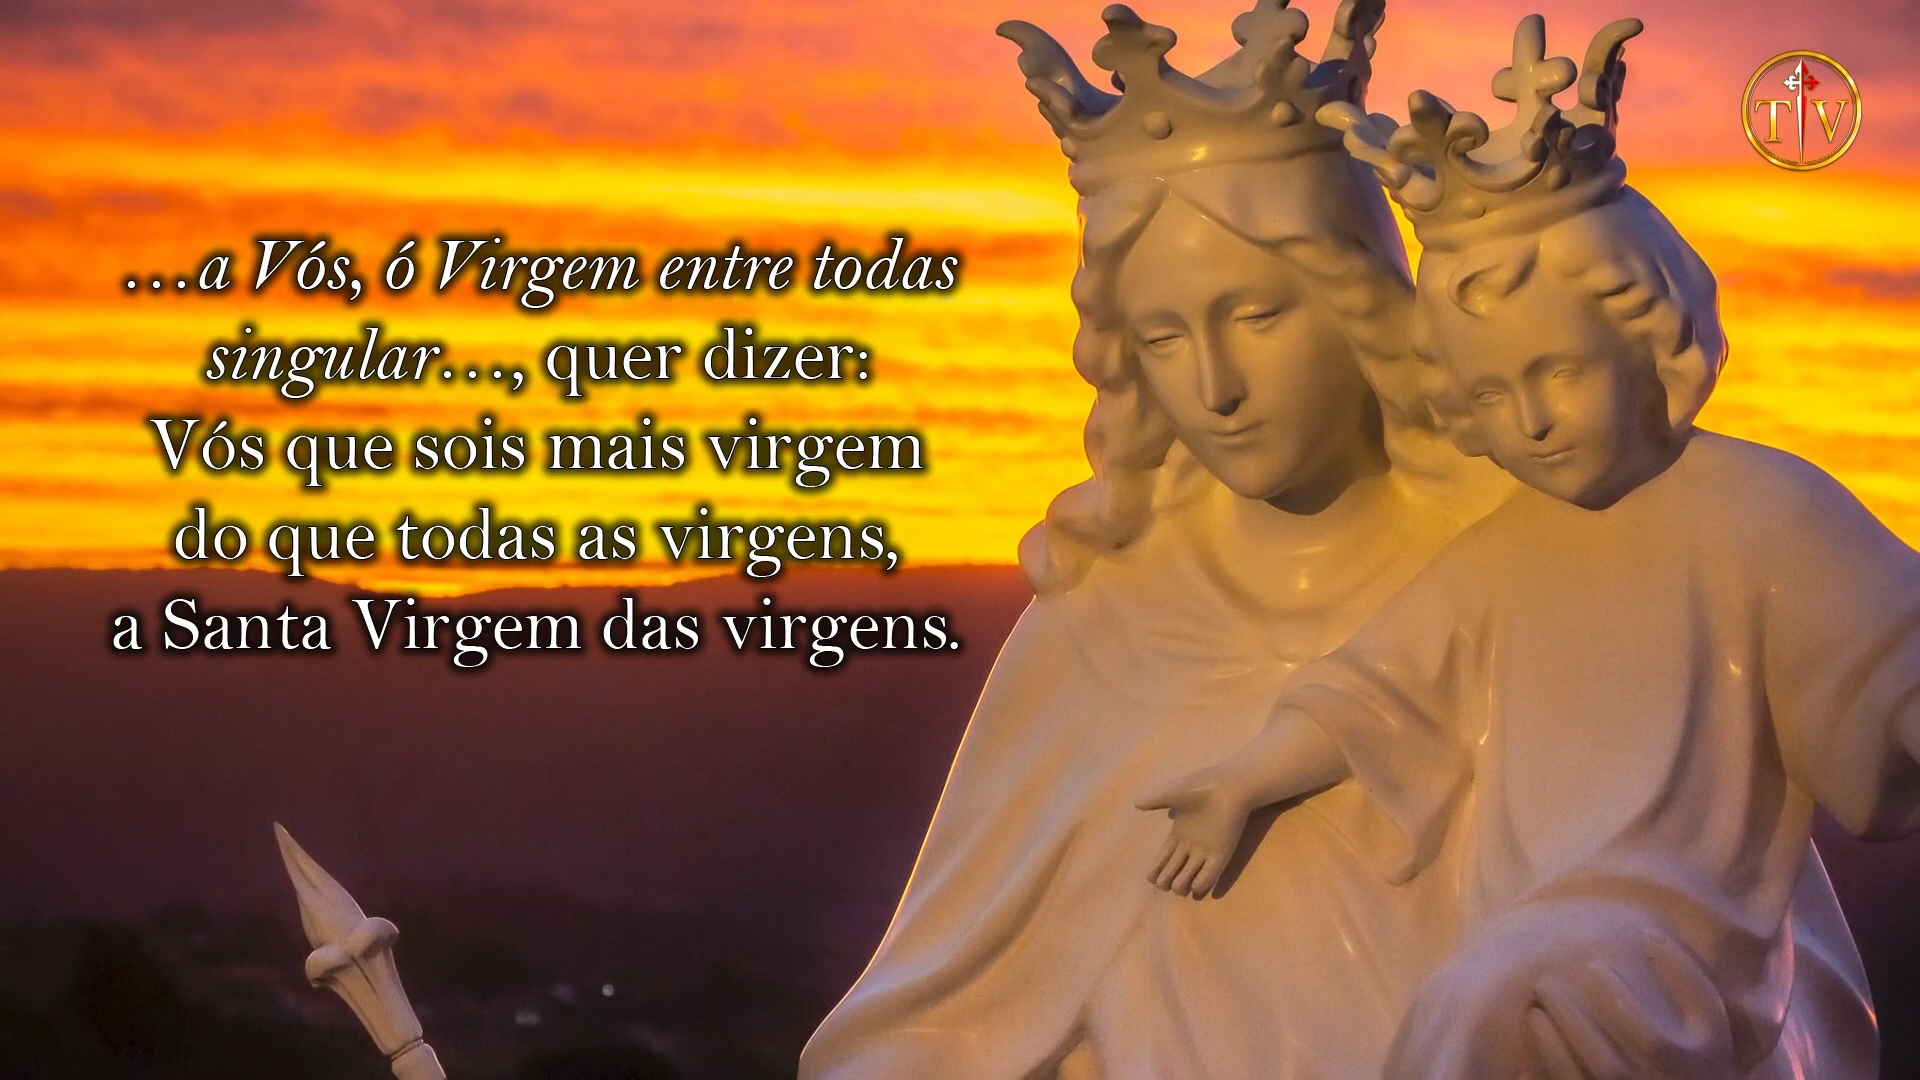 …a Vós, ó Virgem entre todas
singular…, quer dizer:
Vós que sois mais virgem
do que todas as virgens,
a Santa Virgem das virgens.
TV